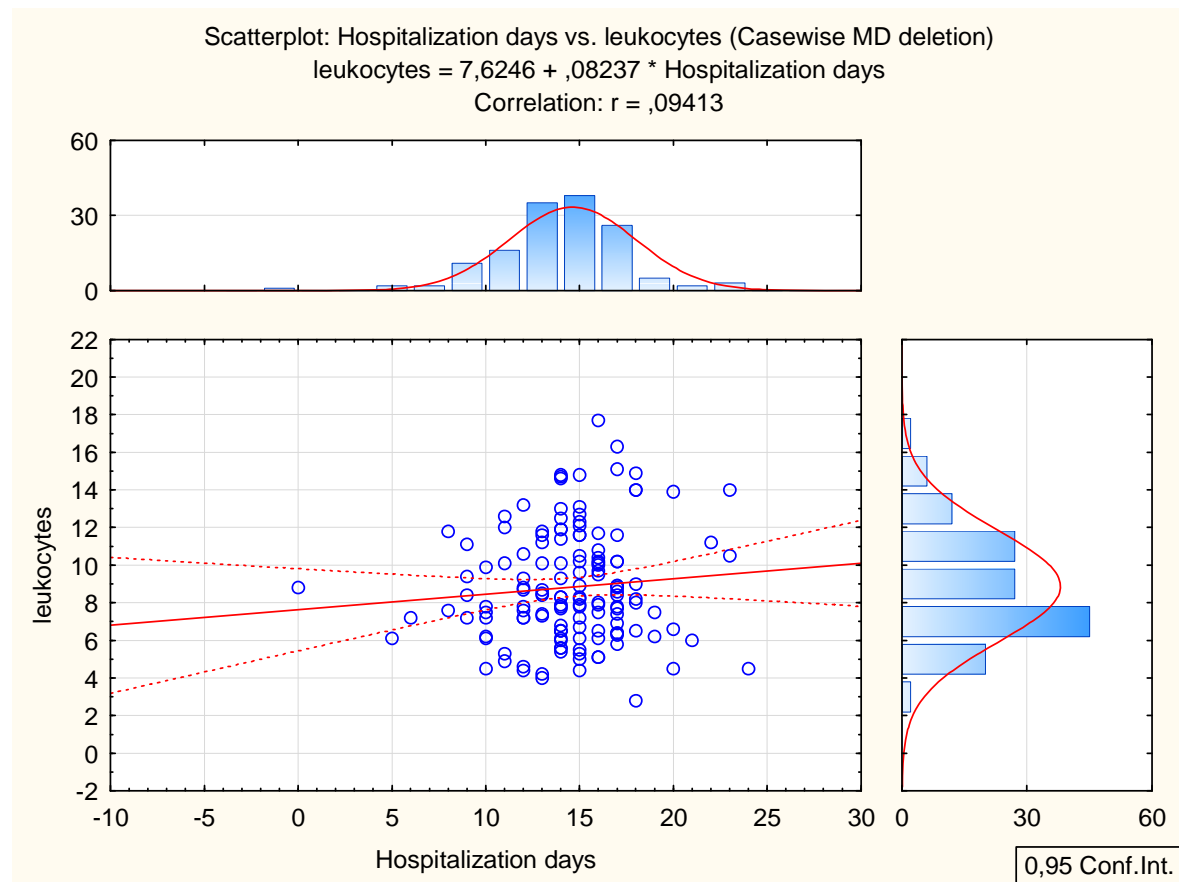 Scatterplot: Hospitalization days vs. leukocytes (Casewise MD deletion)
leukocytes = 7,6246 + ,08237 * Hospitalization days
Correlation: r = ,09413
60
30
0
22
20
18
16
14
12
10
8
6
4
2
0
-2
leukocytes
-10 -5 0 5 10 15 20 25 30
0 30 60
Hospitalization days
0,95 Conf.Int.